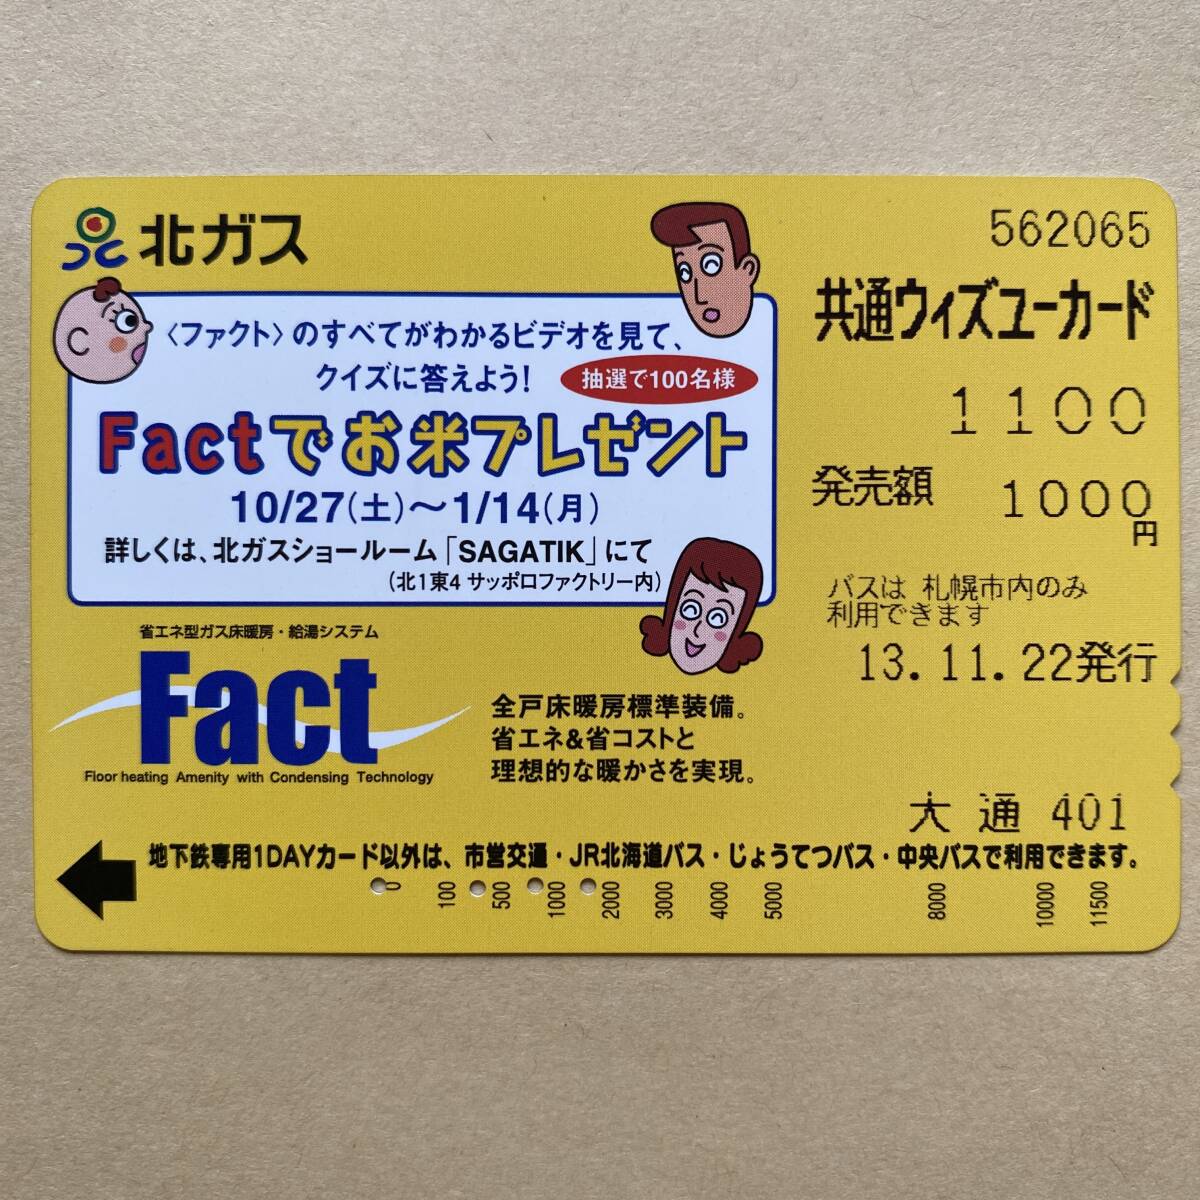 北ガス
〈ファクト〉のすべてがわかるビデオを見て、
クイズに答えよう!
抽選で100名様
Factでお米プレゼント
10/27(土)〜1/14(月)
詳しくは、北ガスショールーム「SAGATIK」にて
(北1東4 サッポロファクトリー内)
省エネ型ガス床暖房・給湯システム
Fact
Floor heating Amenity with Condensing Technology
全戸床暖房標準装備。
省エネ&省コストと
理想的な暖かさを実現。
562065
共通ウィズユーカード
1100
発売額 1000円
バスは 札幌市内のみ
利用できます
13.11.22発行
大通 401
地下鉄専用1DAYカード以外は、市営交通・JR北海道バス・じょうてつバス・中央バスで利用できます。
0 100 500 1000 2000 3000 4000 5000 8000 10000 11500